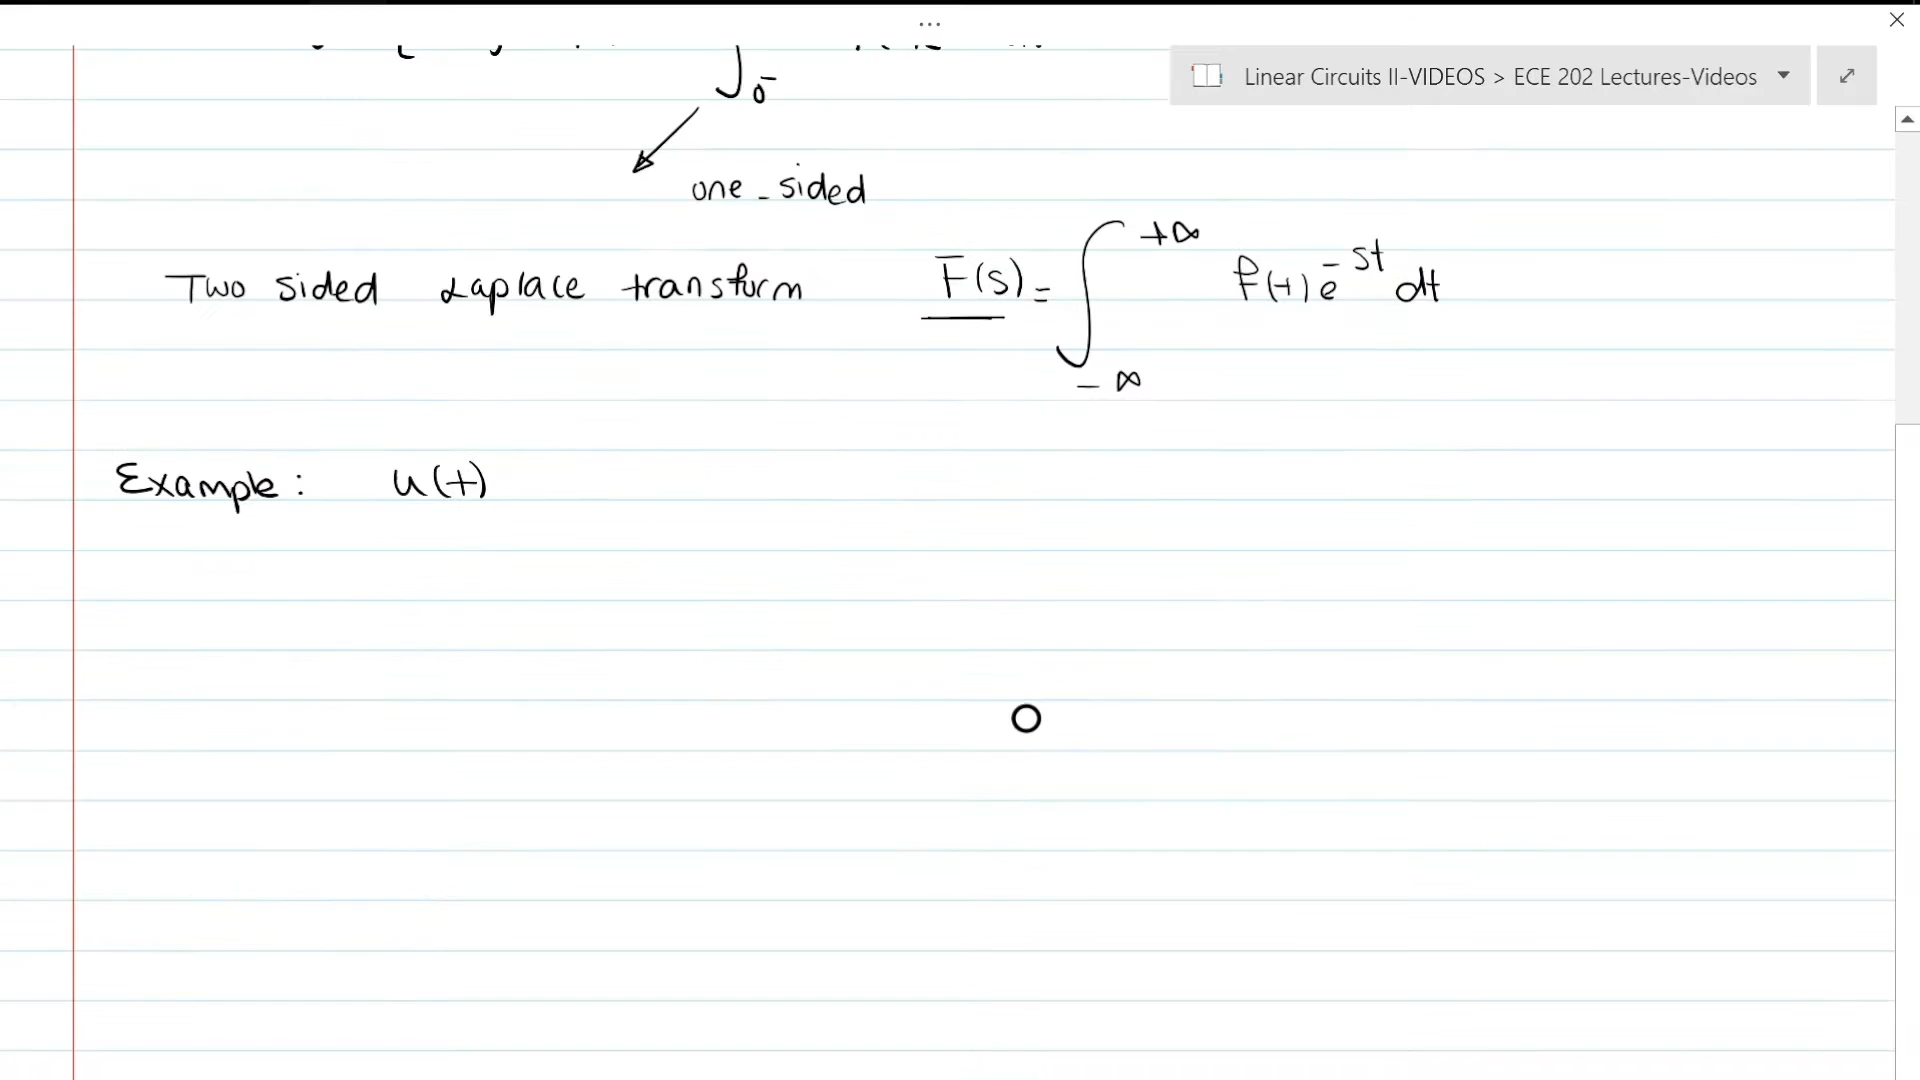 ...
Linear Circuits II-VIDEOS > ECE 202 Lectures-Videos
∫0⁻
one-sided
Two sided Laplace transform F(s) = ∫_{-∞}^{+∞} f(t) e^{-st} dt
Example: u(t)